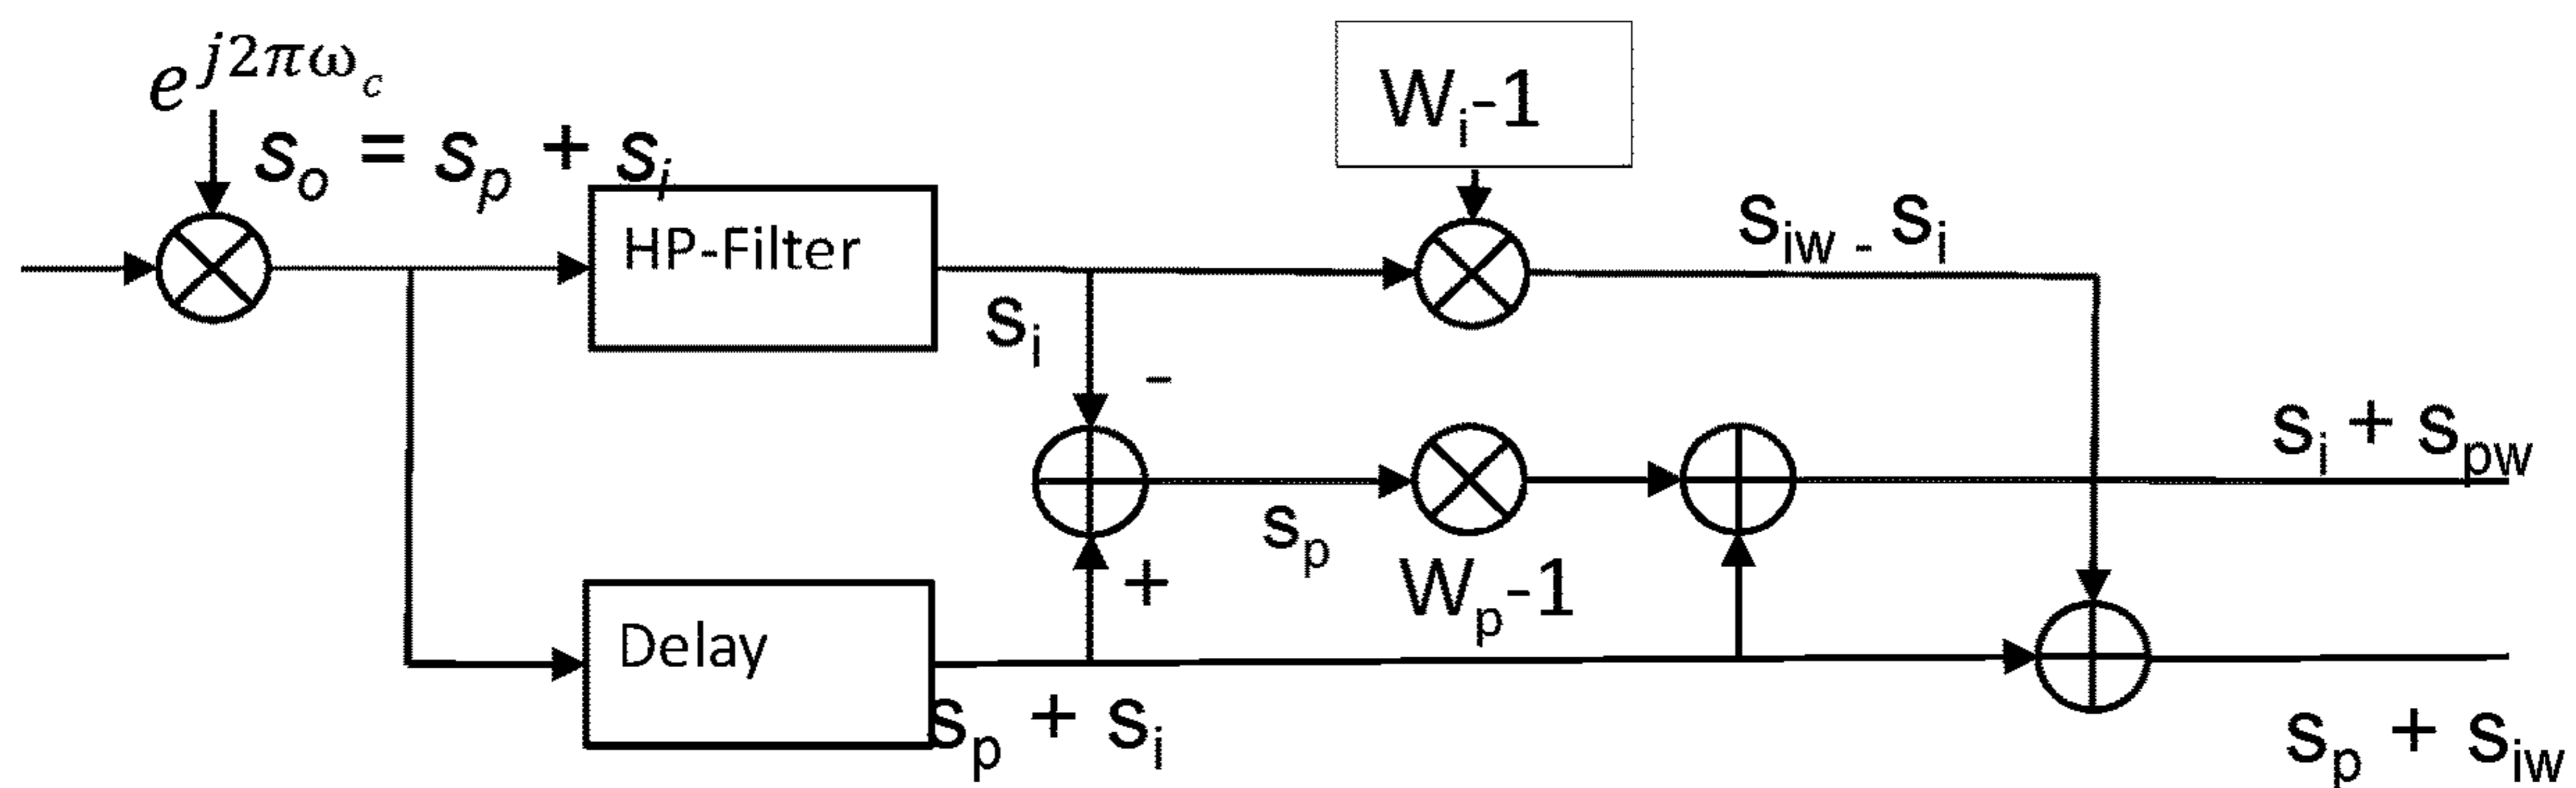 e^{j2πω_c}
s_o = s_p + s_i
W_i-1
HP-Filter
s_iw - s_i
s_i
-
s_i + s_pw
s_p
+
W_p-1
Delay
s_p + s_i
s_p + s_iw